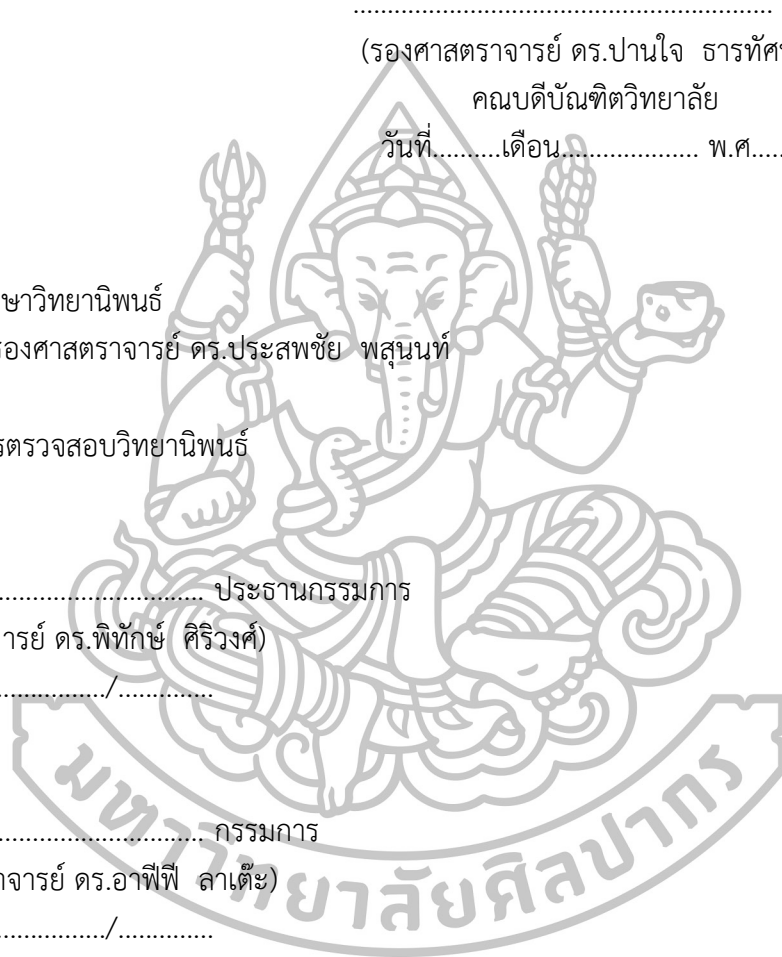 ........................................................
(รองศาสตราจารย์ ดร.ปานใจ ธารทัศ
คณบดีบัณฑิตวิทยาลัย
วันที่..........เดือน.................... พ.ศ.....
ษาวิทยานิพนธ์
รองศาสตราจารย์ ดร.ประสพชัย พสุนนท์
รตรวจสอบวิทยานิพนธ์
............................ ประธานกรรมการ
ารย์ ดร.พิทักษ์ ศิริวงศ์)
................/..............
............................ กรรมการ
าจารย์ ดร.อาฟีฟี ลาเต๊ะ)
................/..............
มหาวิทยาลัยศิลปากร